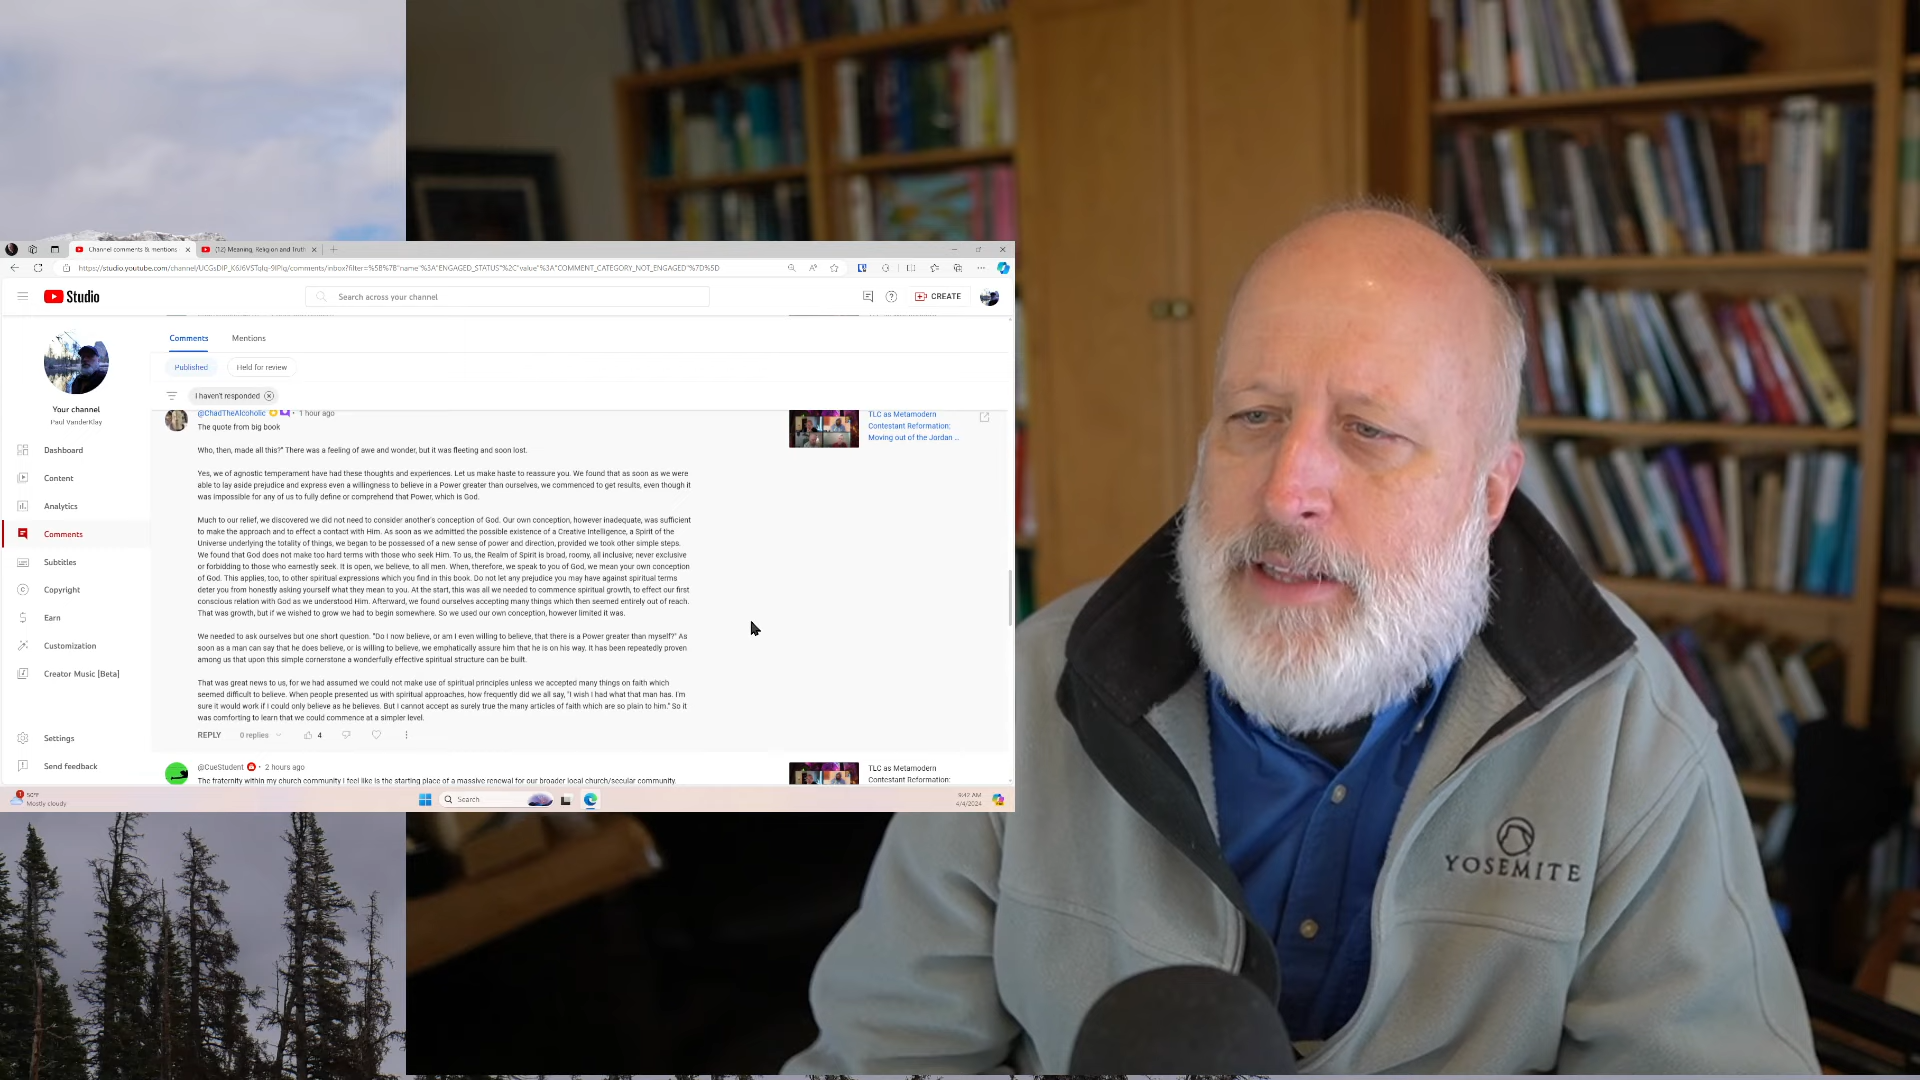 Channel comments & mentions
(12) Meaning, Religion and Truth
Studio
Search across your channel
CREATE
Your channel
Paul VanderKlay
Dashboard
Content
Analytics
Comments
Subtitles
Copyright
Earn
Customization
Creator Music [Beta]
Settings
Send feedback
Comments
Mentions
Published
Held for review
I haven't responded
@ChadTheAlcoholic
• 1 hour ago
The quote from big book
Who, then, made all this?" There was a feeling of awe and wonder, but it was fleeting and soon lost.
Yes, we of agnostic temperament have had these thoughts and experiences. Let us make haste to reassure you. We found that as soon as we were
able to lay aside prejudice and express even a willingness to believe in a Power greater than ourselves, we commenced to get results, even though it
was impossible for any of us to fully define or comprehend that Power, which is God.
Much to our relief, we discovered we did not need to consider another's conception of God. Our own conception, however inadequate, was sufficient
to make the approach and to effect a contact with Him. As soon as we admitted the possible existence of a Creative Intelligence, a Spirit of the
Universe underlying the totality of things, we began to be possessed of a new sense of power and direction, provided we took other simple steps.
We found that God does not make too hard terms with those who seek Him. To us, the Realm of Spirit is broad, roomy, all inclusive; never exclusive
or forbidding to those who earnestly seek. It is open, we believe, to all men. When, therefore, we speak to you of God, we mean your own conception
of God. This applies, too, to other spiritual expressions which you find in this book. Do not let any prejudice you may have against spiritual terms
deter you from honestly asking yourself what they mean to you. At the start, this was all we needed to commence spiritual growth, to effect our first
conscious relation with God as we understood Him. Afterward, we found ourselves accepting many things which then seemed entirely out of reach.
That was growth, but if we wished to grow we had to begin somewhere. So we used our own conception, however limited it was.
We needed to ask ourselves but one short question. "Do I now believe, or am I even willing to believe, that there is a Power greater than myself?" As
soon as a man can say that he does believe, or is willing to believe, we emphatically assure him that he is on his way. It has been repeatedly proven
among us that upon this simple cornerstone a wonderfully effective spiritual structure can be built.
That was great news to us, for we had assumed we could not make use of spiritual principles unless we accepted many things on faith which
seemed difficult to believe. When people presented us with spiritual approaches, how frequently did we all say, "I wish I had what that man has. I'm
sure it would work if I could only believe as he believes. But I cannot accept as surely true the many articles of faith which are so plain to him." So it
was comforting to learn that we could commence at a simpler level.
REPLY
0 replies
4
TLC as Metamodern
Contestant Reformation:
Moving out of the Jordan ...
@CueStudent
• 2 hours ago
The fraternity within my church community I feel like is the starting place of a massive renewal for our broader local church/secular community.
TLC as Metamodern
Contestant Reformation:
50°F
Mostly cloudy
Search
9:42 AM
4/4/2024
YOSEMITE